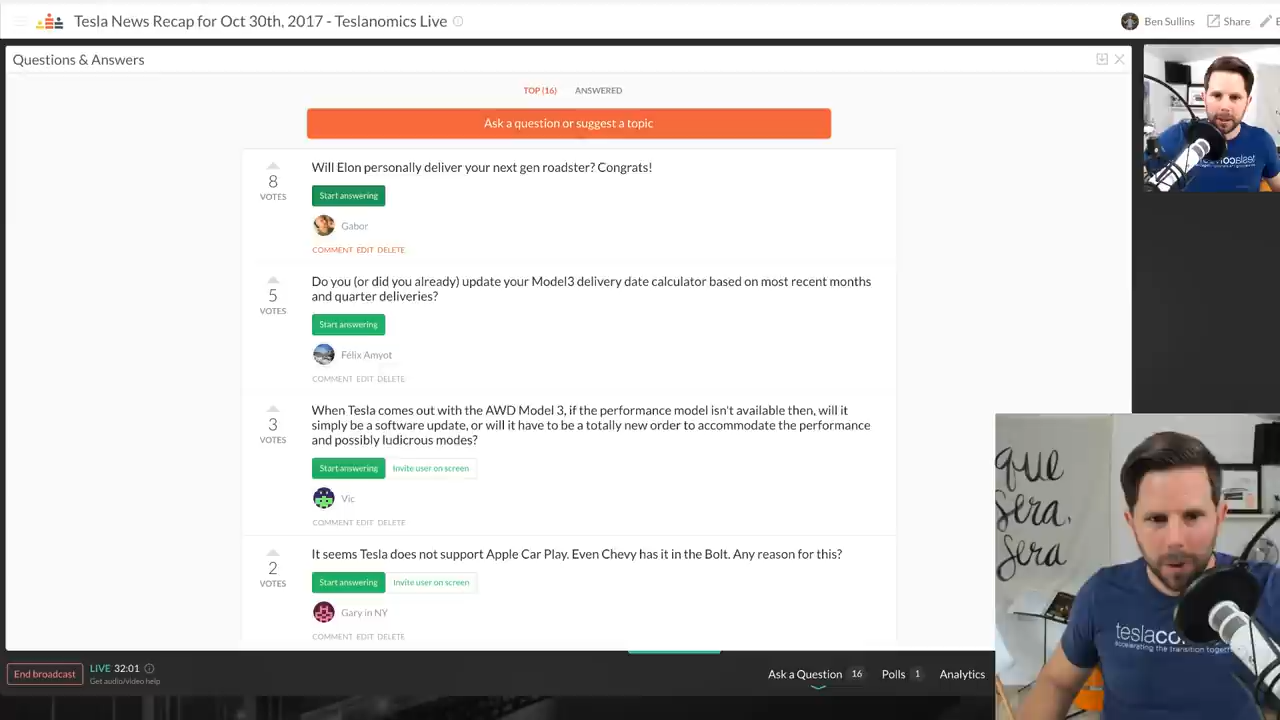 Tesla News Recap for Oct 30th, 2017 - Teslanomics Live
Ben Sullins
Share
Questions & Answers
TOP (16)
ANSWERED
Ask a question or suggest a topic
8
VOTES
Will Elon personally deliver your next gen roadster? Congrats!
Start answering
Gabor
COMMENT EDIT DELETE
5
VOTES
Do you (or did you already) update your Model3 delivery date calculator based on most recent months
and quarter deliveries?
Start answering
Félix Amyot
COMMENT EDIT DELETE
3
VOTES
When Tesla comes out with the AWD Model 3, if the performance model isn't available then, will it
simply be a software update, or will it have to be a totally new order to accommodate the performance
and possibly ludicrous modes?
Start answering
Invite user on screen
Vic
COMMENT EDIT DELETE
2
VOTES
It seems Tesla does not support Apple Car Play. Even Chevy has it in the Bolt. Any reason for this?
Start answering
Invite user on screen
Gary in NY
COMMENT EDIT DELETE
que
sera,
sera
End broadcast
LIVE 32:01
Get audio/video help
Ask a Question 16
Polls 1
Analytics